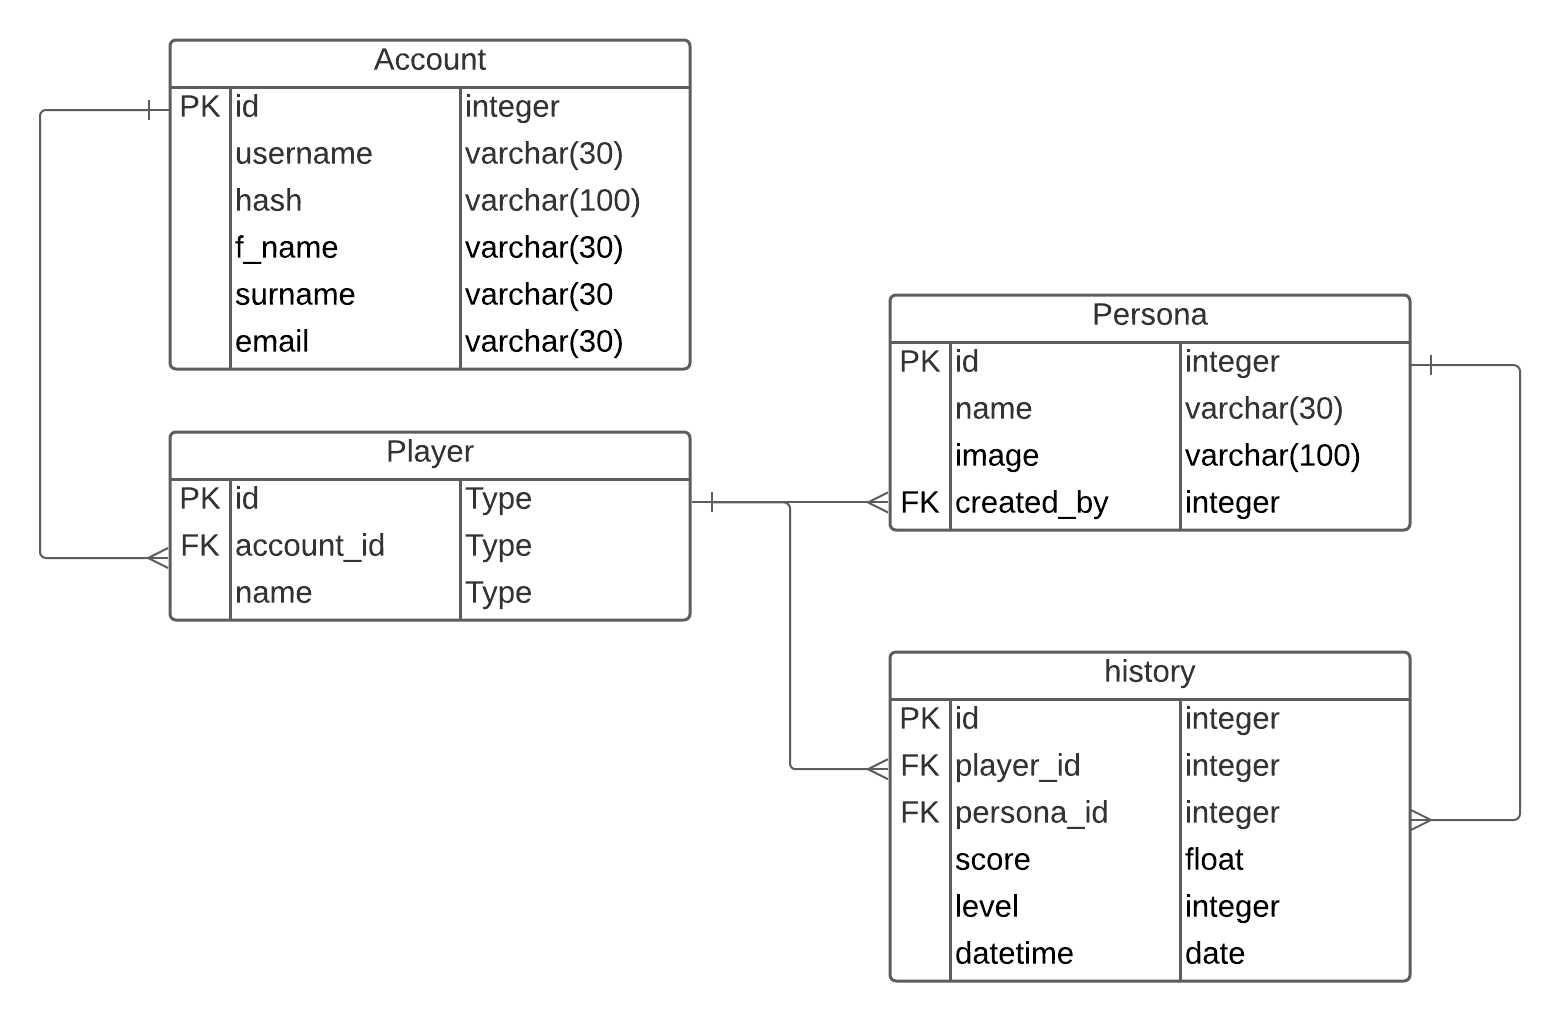 Account
PK id integer
username varchar(30)
hash varchar(100)
f_name varchar(30)
surname varchar(30
email varchar(30)
Player
PK id Type
FK account_id Type
name Type
Persona
PK id integer
name varchar(30)
image varchar(100)
FK created_by integer
history
PK id integer
FK player_id integer
FK persona_id integer
score float
level integer
datetime date